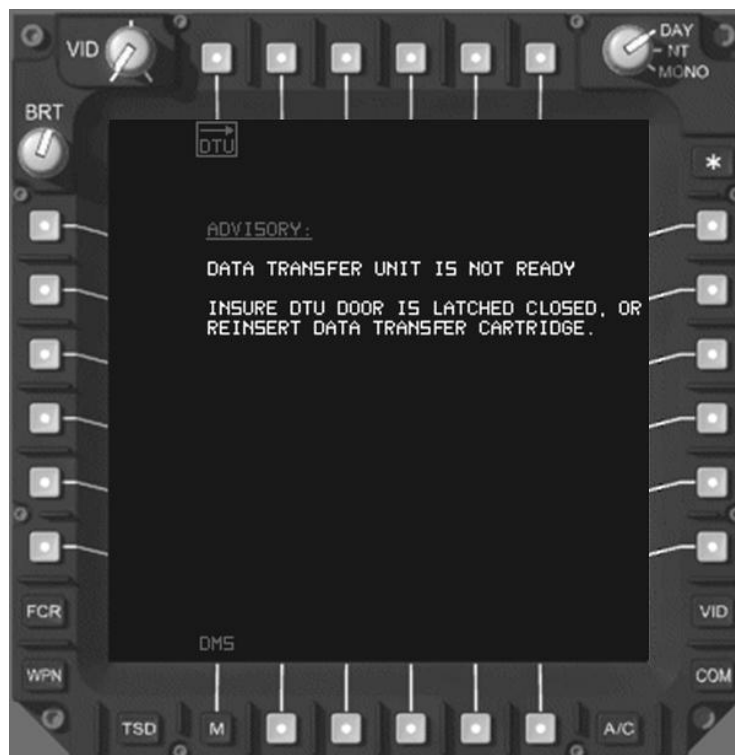 VID
DAY
NT
MONO
BRT
DTU
*
ADVISORY:
DATA TRANSFER UNIT IS NOT READY
INSURE DTU DOOR IS LATCHED CLOSED, OR
REINSERT DATA TRANSFER CARTRIDGE.
FCR
VID
DMS
WPN
COM
TSD
M
A/C